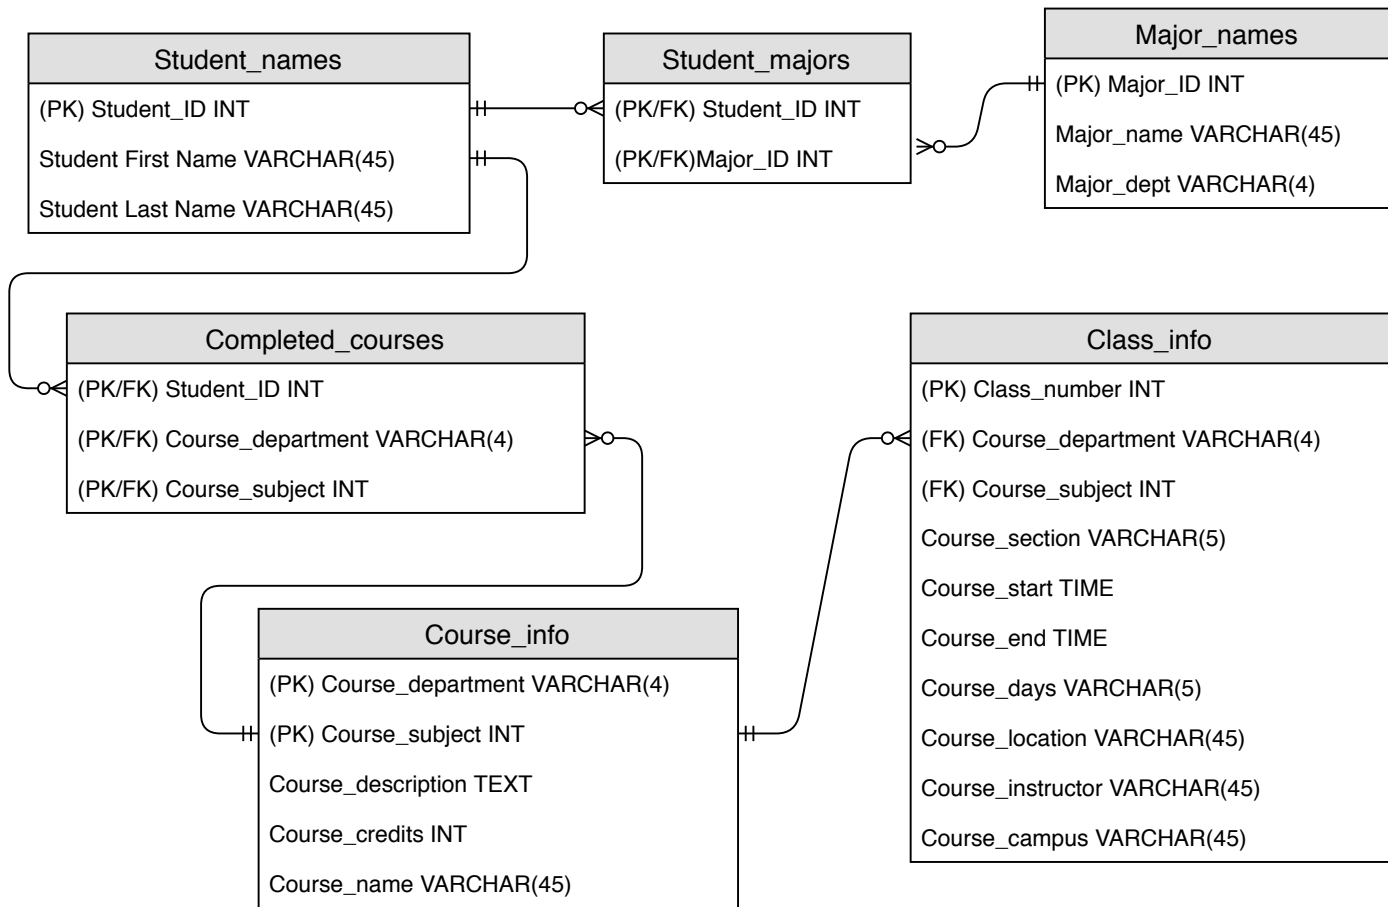 Student_names
(PK) Student_ID INT
Student First Name VARCHAR(45)
Student Last Name VARCHAR(45)
Student_majors
(PK/FK) Student_ID INT
(PK/FK)Major_ID INT
Major_names
(PK) Major_ID INT
Major_name VARCHAR(45)
Major_dept VARCHAR(4)
Completed_courses
(PK/FK) Student_ID INT
(PK/FK) Course_department VARCHAR(4)
(PK/FK) Course_subject INT
Class_info
(PK) Class_number INT
(FK) Course_department VARCHAR(4)
(FK) Course_subject INT
Course_section VARCHAR(5)
Course_start TIME
Course_end TIME
Course_days VARCHAR(5)
Course_location VARCHAR(45)
Course_instructor VARCHAR(45)
Course_campus VARCHAR(45)
Course_info
(PK) Course_department VARCHAR(4)
(PK) Course_subject INT
Course_description TEXT
Course_credits INT
Course_name VARCHAR(45)